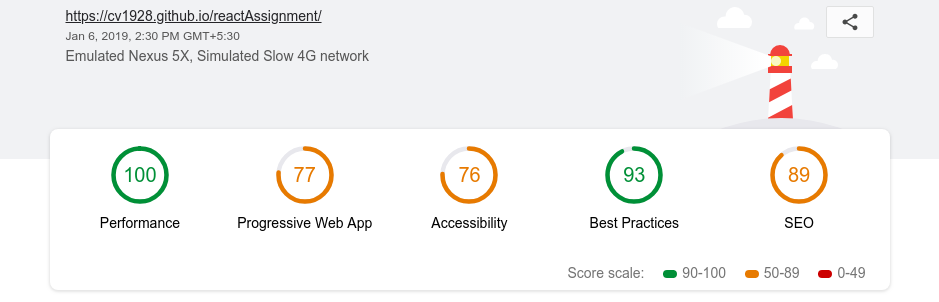 https://cv1928.github.io/reactAssignment/
Jan 6, 2019, 2:30 PM GMT+5:30
Emulated Nexus 5X, Simulated Slow 4G network
100 77 76 93 89
Performance Progressive Web App Accessibility Best Practices SEO
Score scale: 90-100 50-89 0-49